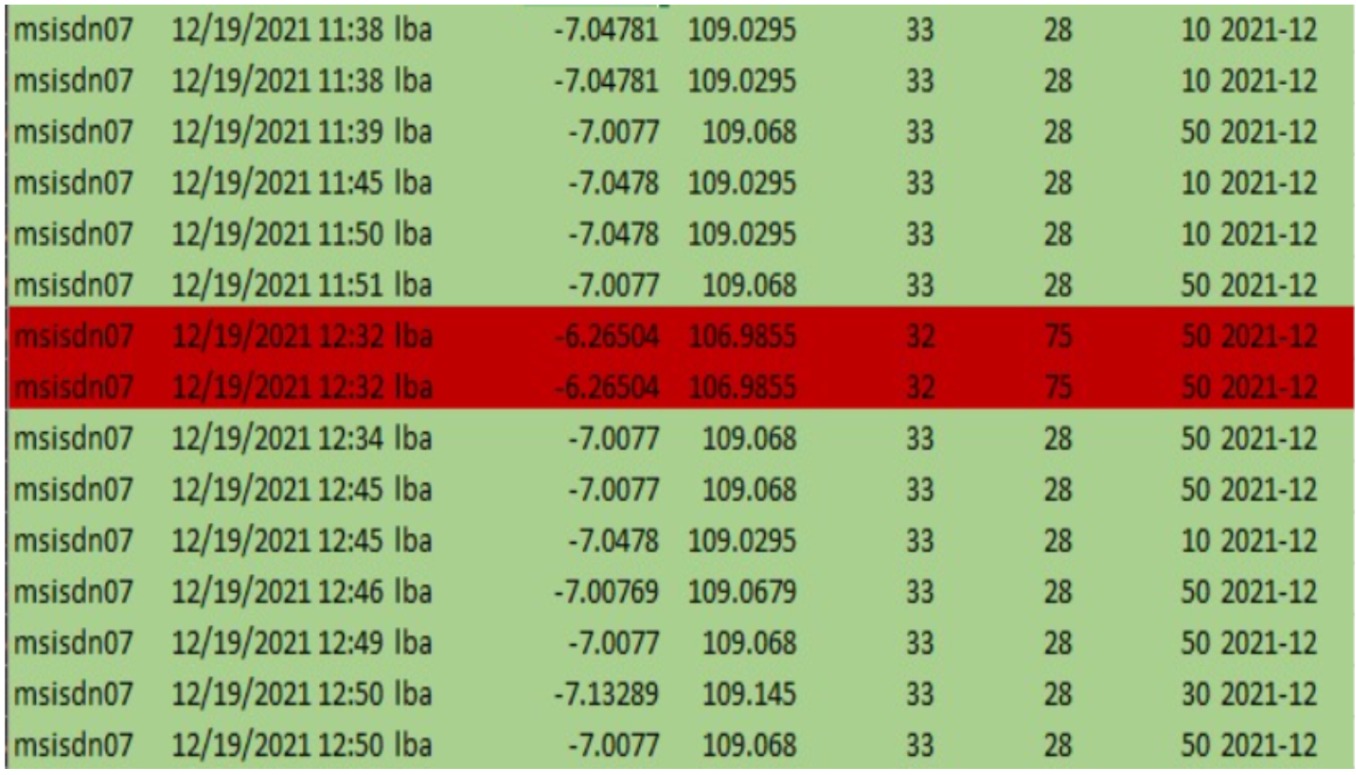 msisdn07 12/19/2021 11:38 lba -7.04781 109.0295 33 28 10 2021-12
msisdn07 12/19/2021 11:38 lba -7.04781 109.0295 33 28 10 2021-12
msisdn07 12/19/2021 11:39 lba -7.0077 109.068 33 28 50 2021-12
msisdn07 12/19/2021 11:45 lba -7.0478 109.0295 33 28 10 2021-12
msisdn07 12/19/2021 11:50 lba -7.0478 109.0295 33 28 10 2021-12
msisdn07 12/19/2021 11:51 lba -7.0077 109.068 33 28 50 2021-12
msisdn07 12/19/2021 12:32 lba -6.26504 106.9855 32 75 50 2021-12
msisdn07 12/19/2021 12:32 lba -6.26504 106.9855 32 75 50 2021-12
msisdn07 12/19/2021 12:34 lba -7.0077 109.068 33 28 50 2021-12
msisdn07 12/19/2021 12:45 lba -7.0077 109.068 33 28 50 2021-12
msisdn07 12/19/2021 12:45 lba -7.0478 109.0295 33 28 10 2021-12
msisdn07 12/19/2021 12:46 lba -7.00769 109.0679 33 28 50 2021-12
msisdn07 12/19/2021 12:49 lba -7.0077 109.068 33 28 50 2021-12
msisdn07 12/19/2021 12:50 lba -7.13289 109.145 33 28 30 2021-12
msisdn07 12/19/2021 12:50 lba -7.0077 109.068 33 28 50 2021-12